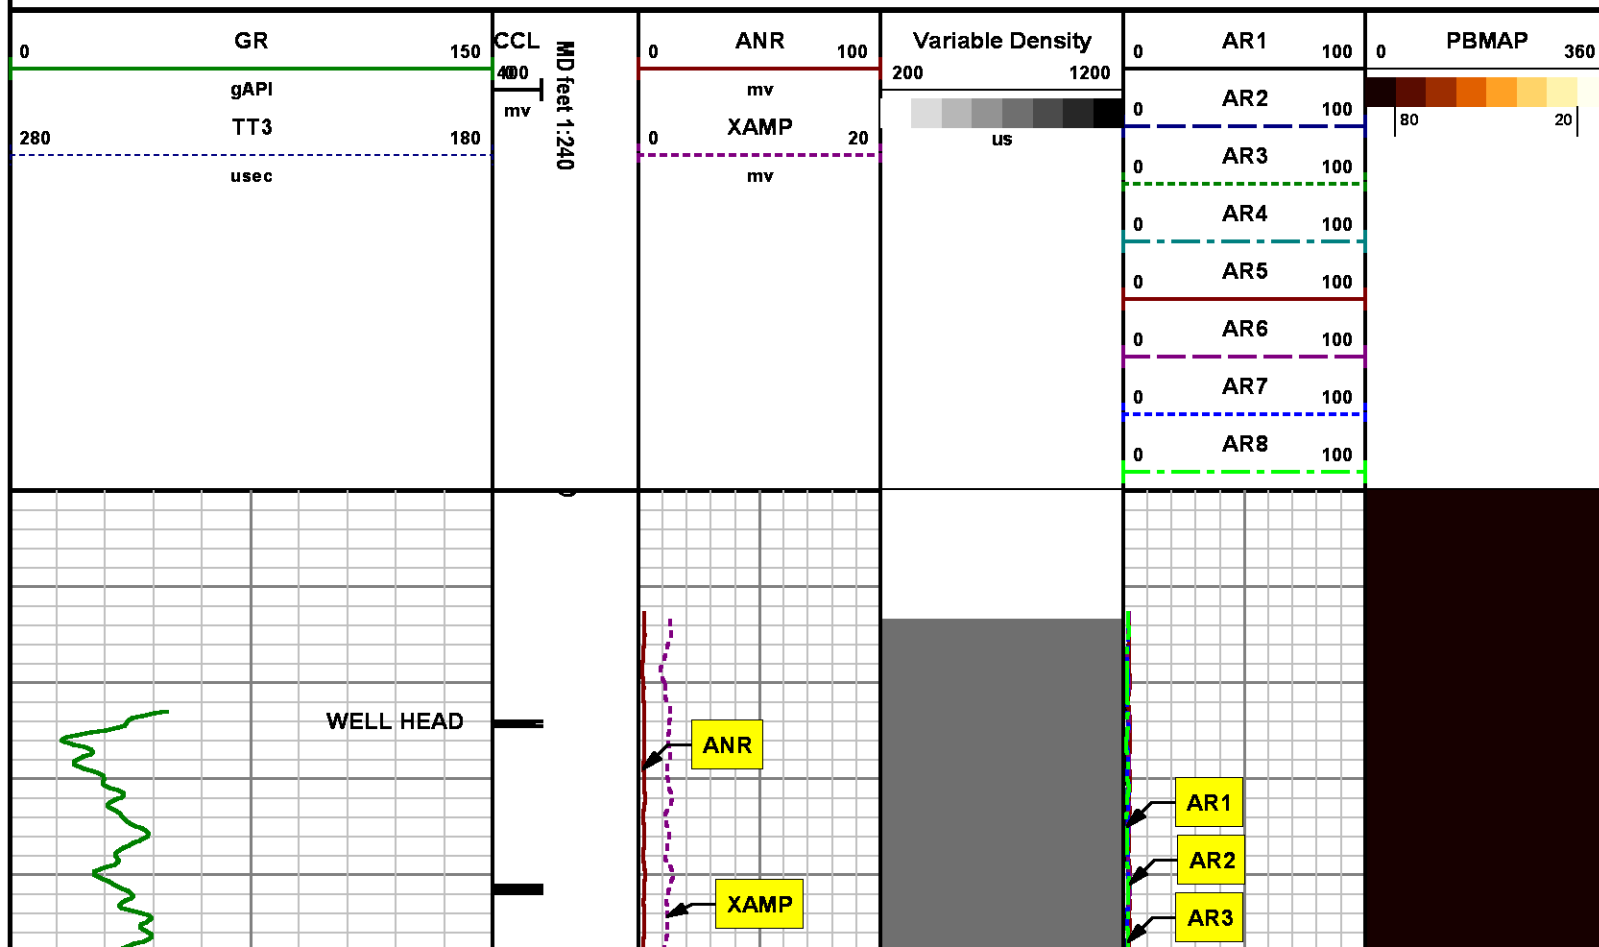 GR
0 150
gAPI
TT3
280 180
usec
CCL
mv
MD feet 1:240
ANR
0 100
mv
XAMP
0 20
mv
Variable Density
200 1200
us
AR1
0 100
AR2
0 100
AR3
0 100
AR4
0 100
AR5
0 100
AR6
0 100
AR7
0 100
AR8
0 100
PBMAP
0 360
80 20
WELL HEAD
ANR
XAMP
AR1
AR2
AR3